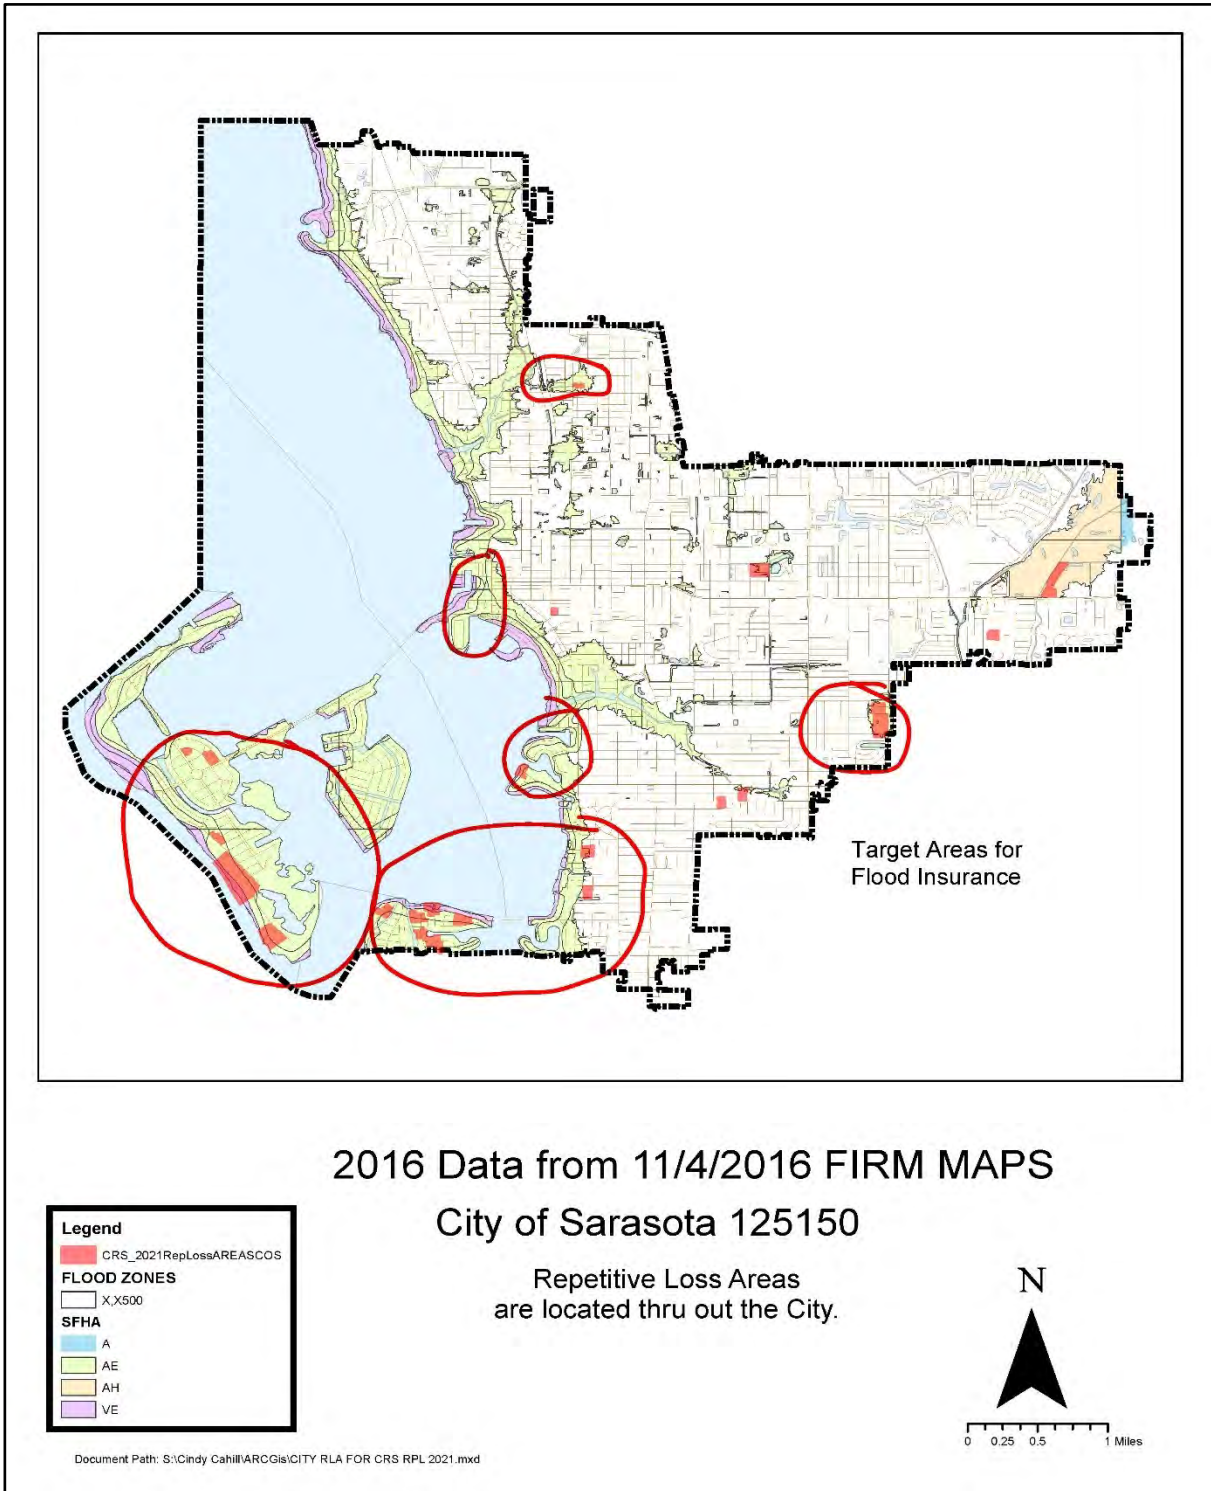 Target Areas for
Flood Insurance
2016 Data from 11/4/2016 FIRM MAPS
City of Sarasota 125150
Repetitive Loss Areas
are located thru out the City.
Legend
CRS_2021RepLossAREASCOS
FLOOD ZONES
X,X500
SFHA
A
AE
AH
VE
N
0 0.25 0.5 1 Miles
Document Path: S:\Cindy Cahill\ARCGis\CITY RLA FOR CRS RPL 2021.mxd